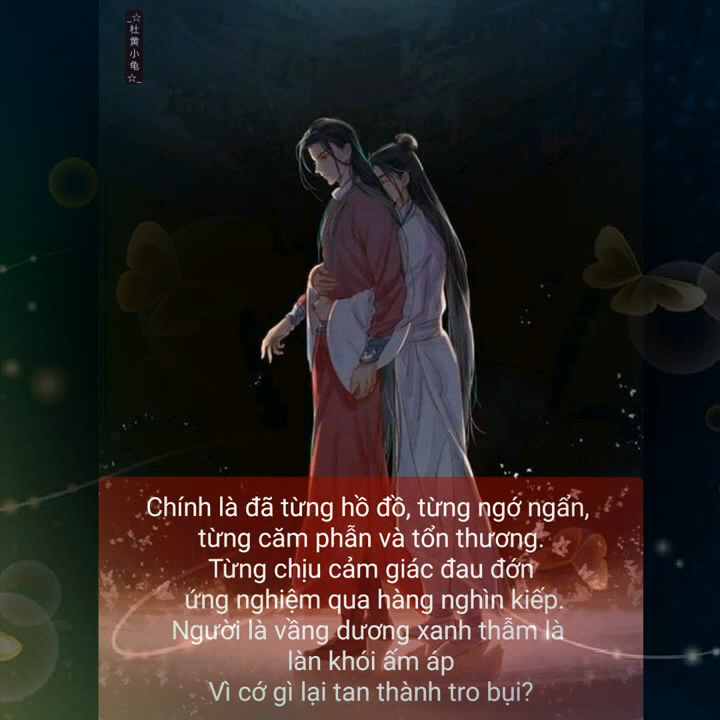 _☆
杜
黄
小
龟
☆_
Chính là đã từng hồ đồ, từng ngớ ngẩn,
từng căm phẫn và tổn thương.
Từng chịu cảm giác đau đớn
ứng nghiệm qua hàng nghìn kiếp.
Người là vầng dương xanh thẫm là
làn khói ấm áp
Vì cớ gì lại tan thành tro bụi?